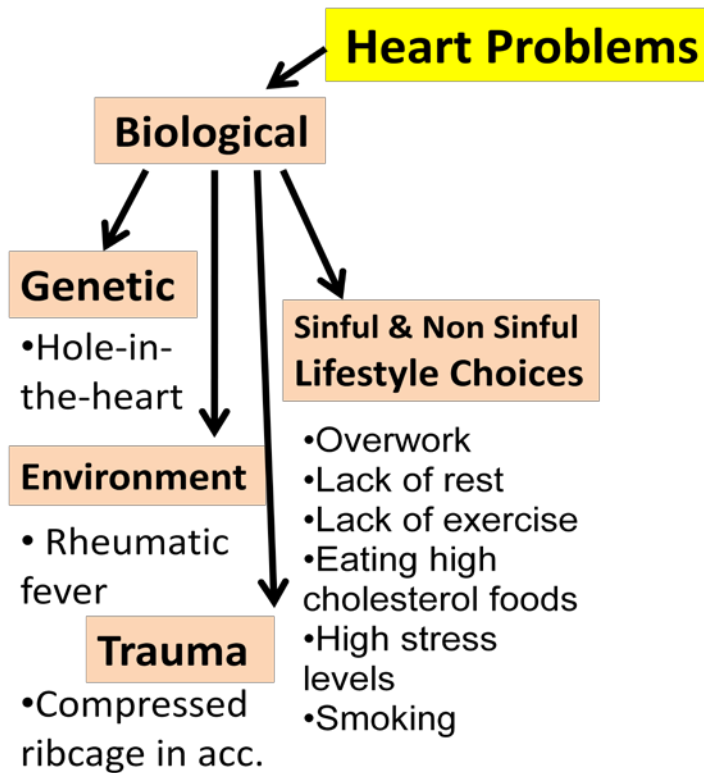 Heart Problems
Biological
Genetic
•Hole-in-
the-heart
Environment
• Rheumatic
fever
Trauma
•Compressed
ribcage in acc.
Sinful & Non Sinful
Lifestyle Choices
•Overwork
•Lack of rest
•Lack of exercise
•Eating high
cholesterol foods
•High stress
levels
•Smoking